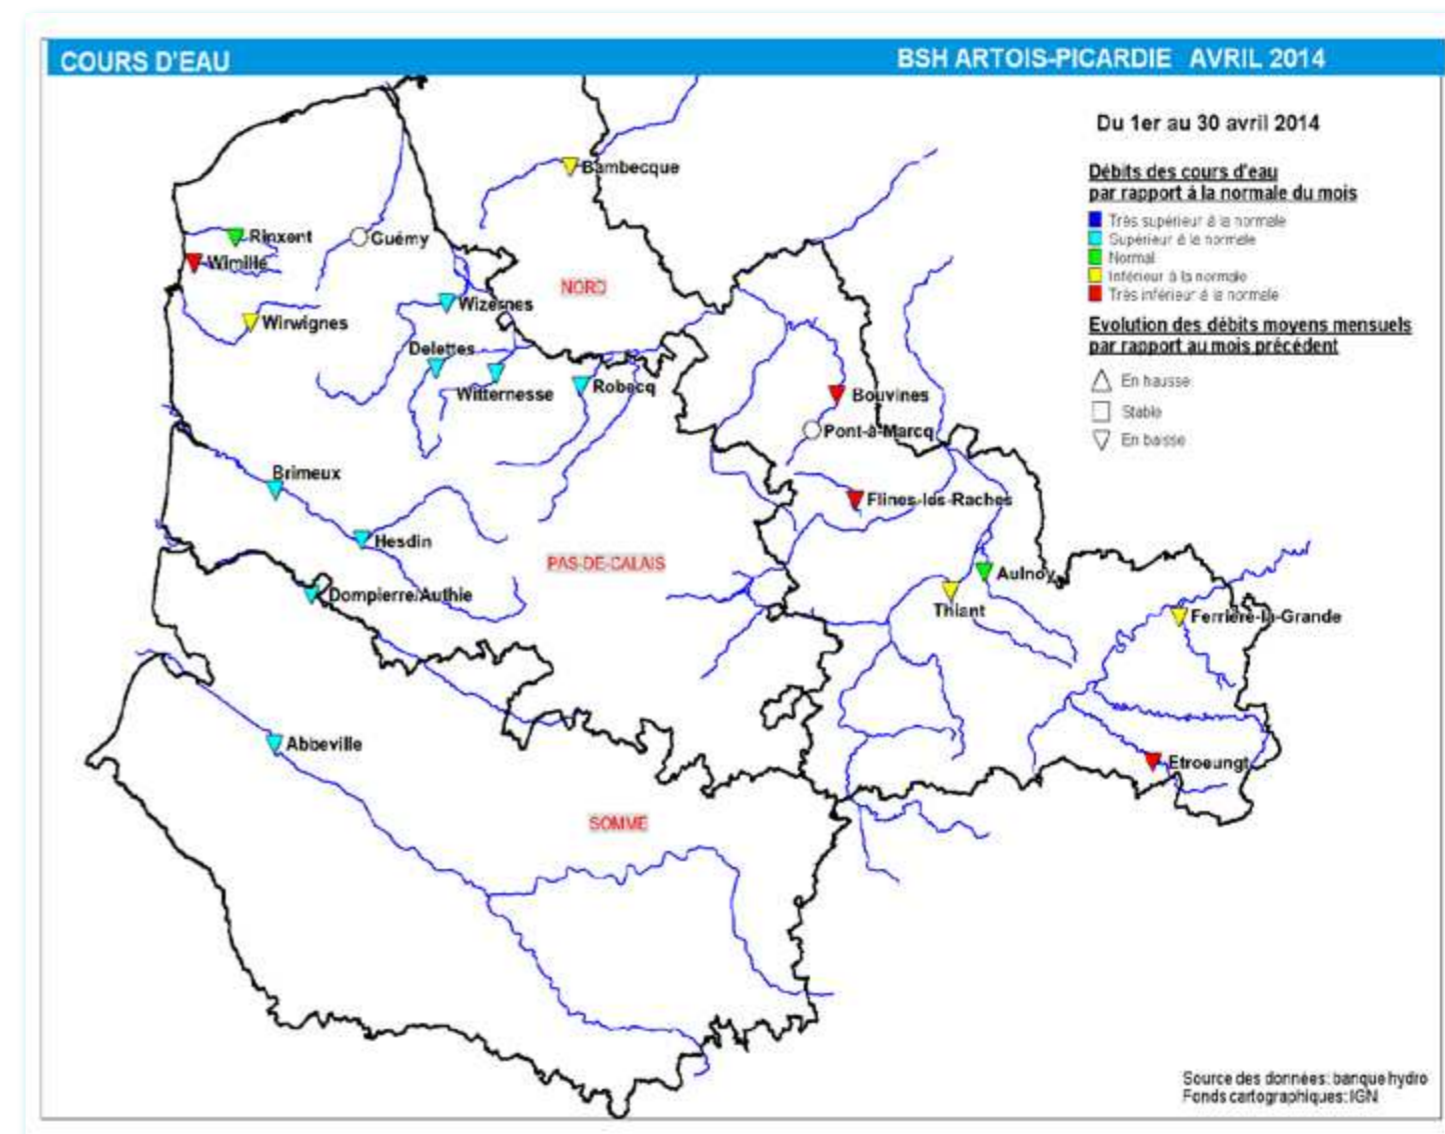 COURS D'EAU
BSH ARTOIS-PICARDIE AVRIL 2014
Du 1er au 30 avril 2014
Débits des cours d'eau
par rapport à la normale du mois
Très supérieur à la normale
Supérieur à la normale
Normal
Inférieur à la normale
Très inférieur à la normale
Evolution des débits moyens mensuels
par rapport au mois précédent
En hausse
Stable
En baisse
Bambecque
Rinxent
Guémy
Wimille
NORD
Wizernes
Wirwignes
Delettes
Witternesse
Robecq
Bouvines
Pont-à-Marcq
Brimeux
Flines-les-Raches
Hesdin
PAS-DE-CALAIS
Aulnoy
Dompierre/Authie
Thiant
Ferrière-la-Grande
Abbeville
Etroeungt
SOMME
Source des données: banque hydro
Fonds cartographiques: IGN